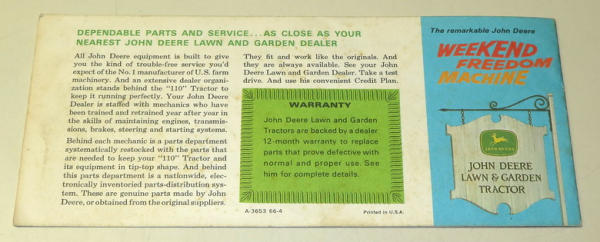 DEPENDABLE PARTS AND SERVICE...AS CLOSE AS YOUR
NEAREST JOHN DEERE LAWN AND GARDEN DEALER
All John Deere equipment is built to give
you the kind of trouble-free service you'd
expect of the No. 1 manufacturer of U.S. farm
machinery. And an extensive dealer organi-
zation stands behind the "110" Tractor to
keep it running perfectly. Your John Deere
Dealer is staffed with mechanics who have
been trained and retrained year after year in
the skills of maintaining engines, transmis-
sions, brakes, steering and starting systems.
Behind each mechanic is a parts department
systematically restocked with the parts that
are needed to keep your "110" Tractor and
its equipment in tip-top shape. And behind
this parts department is a nationwide, elec-
tronically inventoried parts-distribution sys-
tem. These are genuine parts made by John
Deere, or obtained from the original suppliers.
They fit and work like the originals. And
they are always available. See your John
Deere Lawn and Garden Dealer. Take a test
drive. And use his convenient Credit Plan.
WARRANTY
John Deere Lawn and Garden
Tractors are backed by a dealer
12-month warranty to replace
parts that prove defective with
normal and proper use. See
him for complete details.
A-3653 66-4
Printed in U.S.A.
The remarkable John Deere
WEEKEND
FREEDOM
MACHINE
JOHN DEERE
JOHN DEERE
LAWN & GARDEN
TRACTOR